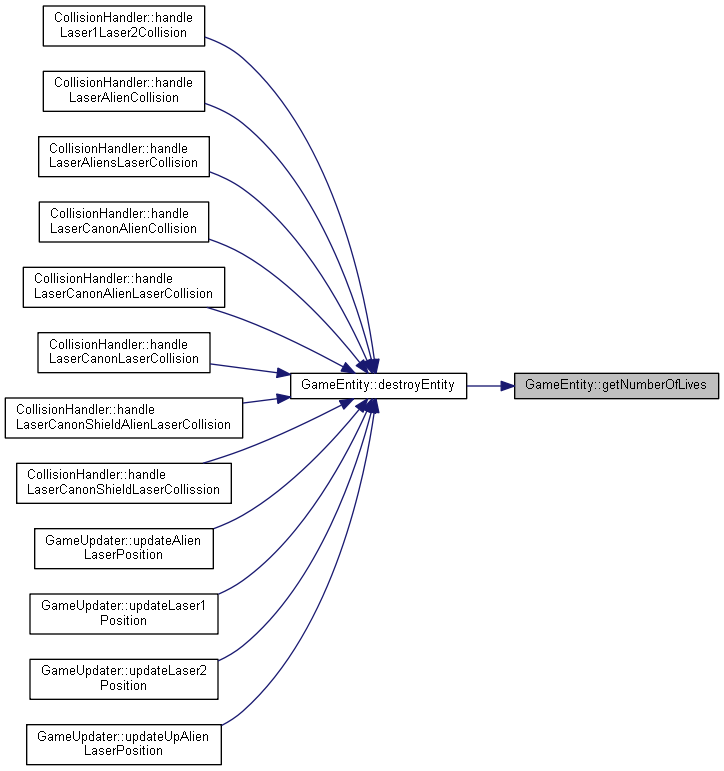 CollisionHandler::handle
Laser1Laser2Collision
CollisionHandler::handle
LaserAlienCollision
CollisionHandler::handle
LaserAliensLaserCollision
CollisionHandler::handle
LaserCanonAlienCollision
CollisionHandler::handle
LaserCanonAlienLaserCollision
CollisionHandler::handle
LaserCanonLaserCollision
GameEntity::destroyEntity
GameEntity::getNumberOfLives
CollisionHandler::handle
LaserCanonShieldAlienLaserCollision
CollisionHandler::handle
LaserCanonShieldLaserCollission
GameUpdater::updateAlien
LaserPosition
GameUpdater::updateLaser1
Position
GameUpdater::updateLaser2
Position
GameUpdater::updateUpAlien
LaserPosition